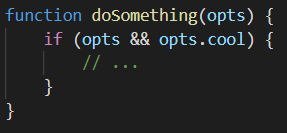 function doSomething(opts) {
    if (opts && opts.cool) {
        // ...
    }
}